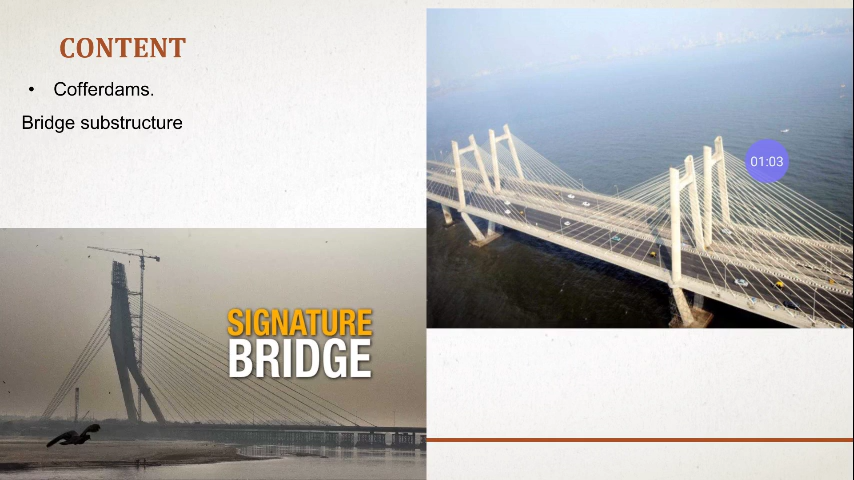 CONTENT
• Cofferdams.
Bridge substructure
01:03
SIGNATURE
BRIDGE